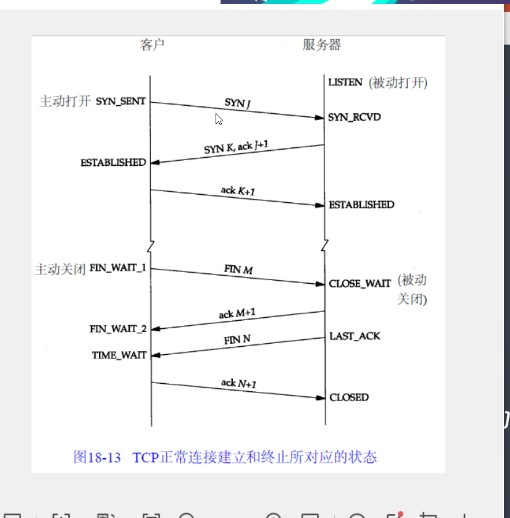 客户 服务器
LISTEN (被动打开)
主动打开 SYN_SENT SYN J
SYN_RCVD
SYN K, ack J+1
ESTABLISHED
ack K+1
ESTABLISHED
主动关闭 FIN_WAIT_1 FIN M
CLOSE_WAIT (被动
关闭)
ack M+1
FIN_WAIT_2
FIN N LAST_ACK
TIME_WAIT
ack N+1
CLOSED
图18-13 TCP正常连接建立和终止所对应的状态